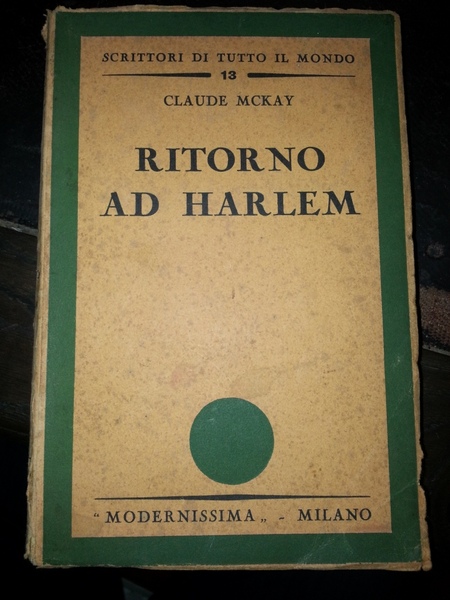 SCRITTORI DI TUTTO IL MONDO
13
CLAUDE MCKAY
RITORNO
AD HARLEM
“MODERNISSIMA„ - MILANO